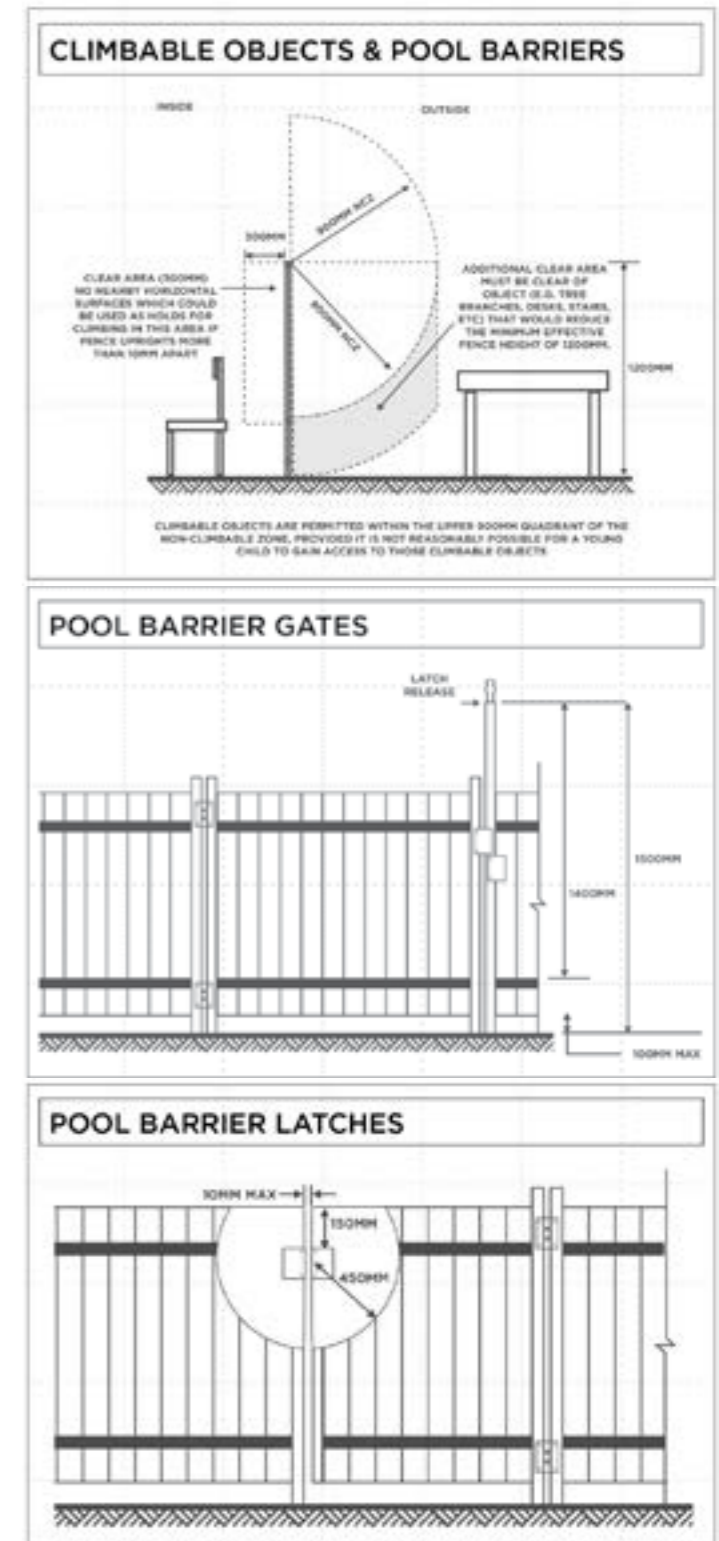 CLIMBABLE OBJECTS & POOL BARRIERS
INSIDE
OUTSIDE
900MM NCZ
300MM
CLEAR AREA (300MM)
NO NEARBY HORIZONTAL
SURFACES WHICH COULD
BE USED AS HOLDS FOR
CLIMBING IN THIS AREA IF
FENCE UPRIGHTS MORE
THAN 10MM APART
900MM NCZ
ADDITIONAL CLEAR AREA
MUST BE CLEAR OF
OBJECT (E.G. TREE
BRANCHES, DESKS, STAIRS,
ETC) THAT WOULD REDUCE
THE MINIMUM EFFECTIVE
FENCE HEIGHT OF 1200MM.
1200MM
CLIMBABLE OBJECTS ARE PERMITTED WITHIN THE UPPER 900MM QUADRANT OF THE
NON-CLIMBABLE ZONE, PROVIDED IT IS NOT REASONABLY POSSIBLE FOR A YOUNG
CHILD TO GAIN ACCESS TO THOSE CLIMBABLE OBJECTS
POOL BARRIER GATES
LATCH
RELEASE
1500MM
1400MM
100MM MAX
POOL BARRIER LATCHES
10MM MAX
150MM
450MM